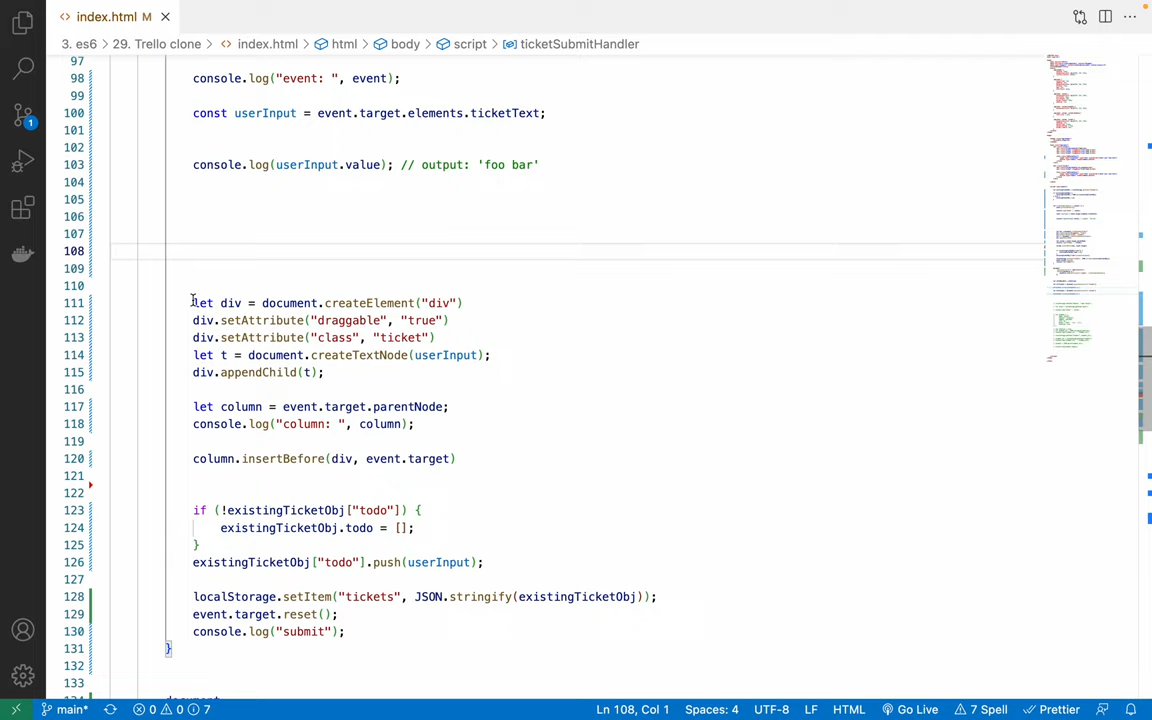 index.html M
3. es6 > 29. Trello clone > index.html > html > body > script > ticketSubmitHandler
97
98 console.log("event: ", event);
99
100 const userInput = event.target.elements.ticketText;
101
102
103 console.log(userInput.value); // output: 'foo bar'
104
105
106
107
108
109
110
111 let div = document.createElement("div")
112 div.setAttribute("draggable", "true")
113 div.setAttribute("class", "ticket")
114 let t = document.createTextNode(userInput);
115 div.appendChild(t);
116
117 let column = event.target.parentNode;
118 console.log("column: ", column);
119
120 column.insertBefore(div, event.target)
121
122
123 if (!existingTicketObj["todo"]) {
124 existingTicketObj.todo = [];
125 }
126 existingTicketObj["todo"].push(userInput);
127
128 localStorage.setItem("tickets", JSON.stringify(existingTicketObj));
129 event.target.reset();
130 console.log("submit");
131 }
132
133
1
main* 0 0 7 Ln 108, Col 1 Spaces: 4 UTF-8 LF HTML Go Live 7 Spell Prettier